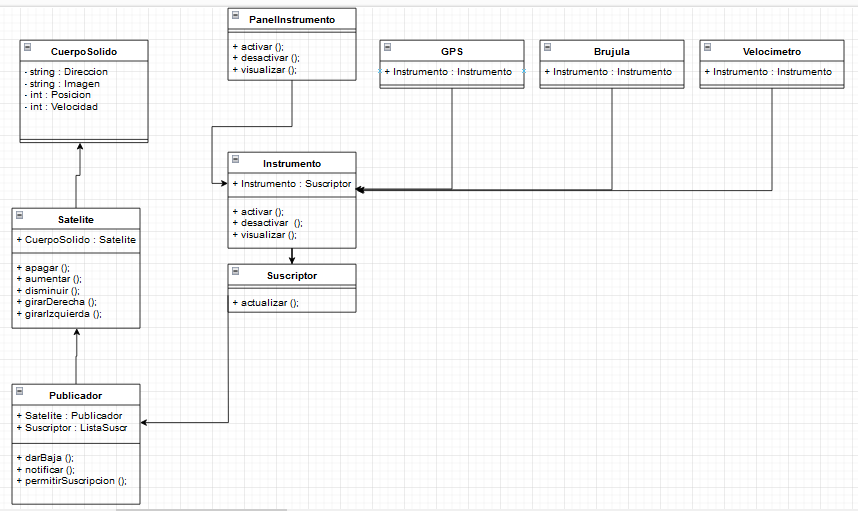 PanelInstrumento
+ activar ();
+ desactivar ();
+ visualizar ();
CuerpoSolido
- string : Direccion
- string : Imagen
- int : Posicion
- int : Velocidad
GPS
+ Instrumento : Instrumento
Brujula
+ Instrumento : Instrumento
Velocimetro
+ Instrumento : Instrumento
Instrumento
+ Instrumento : Suscriptor
+ activar ();
+ desactivar  ();
+ visualizar ();
Satelite
+ CuerpoSolido : Satelite
+ apagar ();
+ aumentar ();
+ disminuir ();
+ girarDerecha ();
+ girarIzquierda ();
Suscriptor
+ actualizar ();
Publicador
+ Satelite : Publicador
+ Suscriptor : ListaSuscr
+ darBaja ();
+ notificar ();
+ permitirSuscripcion ();